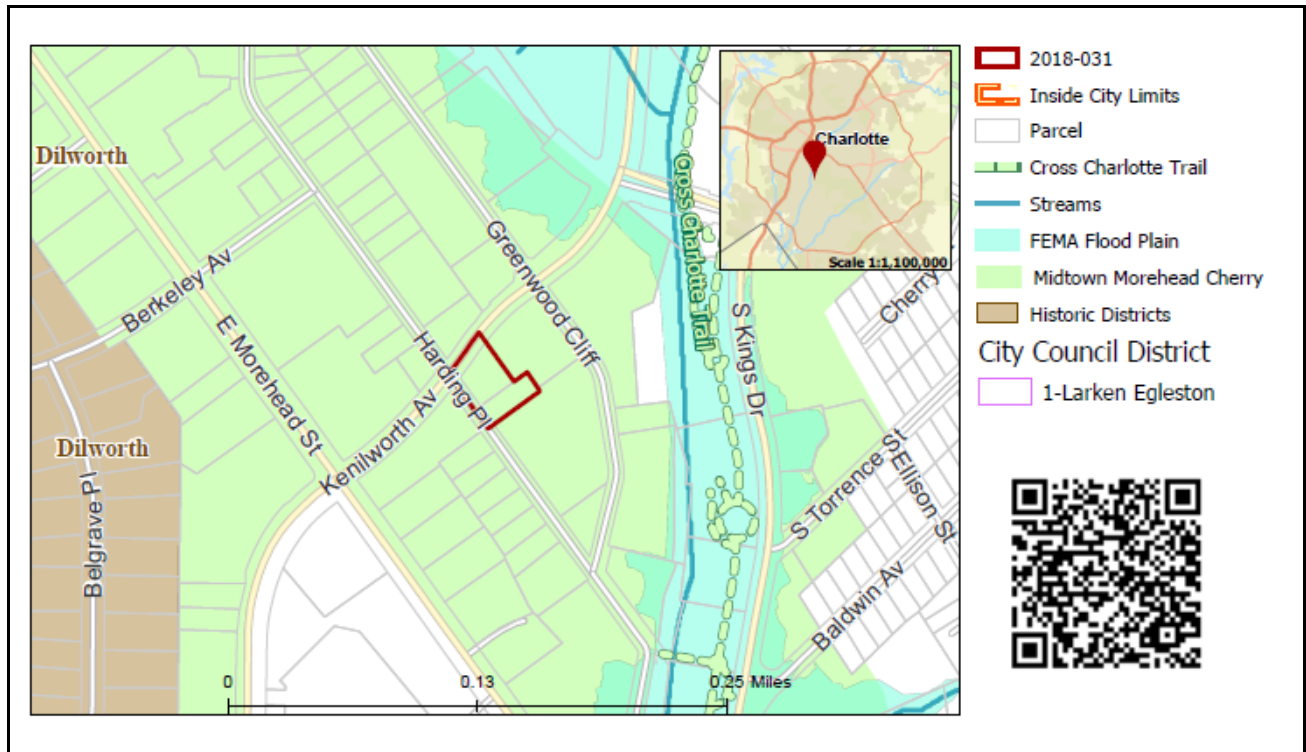 Dilworth
Berkeley Av
E Morehead St
Greenwood Cliff
Harding Pl
Kenilworth Av
Dilworth
Belgrave Pl
Cross Charlotte Trail
S Kings Dr
Cherry
S Torrence St
Ellison St
Baldwin Av
0
0.13
0.25 Miles
Charlotte
Scale 1:1,100,000
2018-031
Inside City Limits
Parcel
Cross Charlotte Trail
Streams
FEMA Flood Plain
Midtown Morehead Cherry
Historic Districts
City Council District
1-Larken Egleston